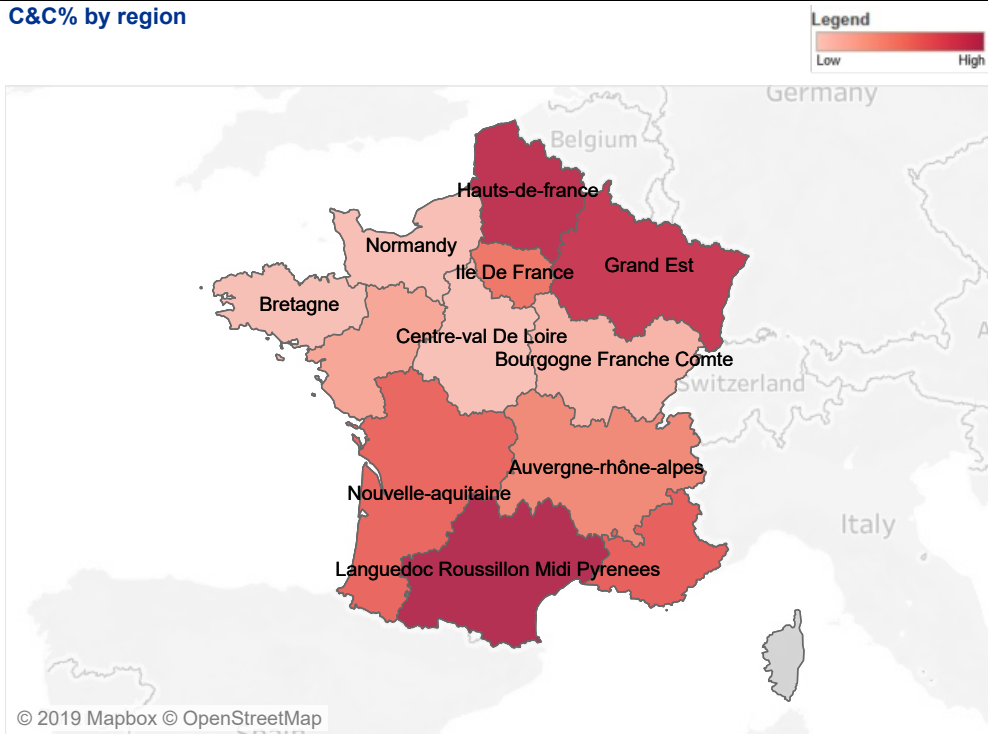 C&C% by region
Legend
Low High
Germany
Belgium
Hauts-de-france
Normandy
Ile De France
Grand Est
Bretagne
Centre-val De Loire
Bourgogne Franche Comte
Switzerland
Auvergne-rhône-alpes
Nouvelle-aquitaine
Italy
Languedoc Roussillon Midi Pyrenees
© 2019 Mapbox © OpenStreetMap